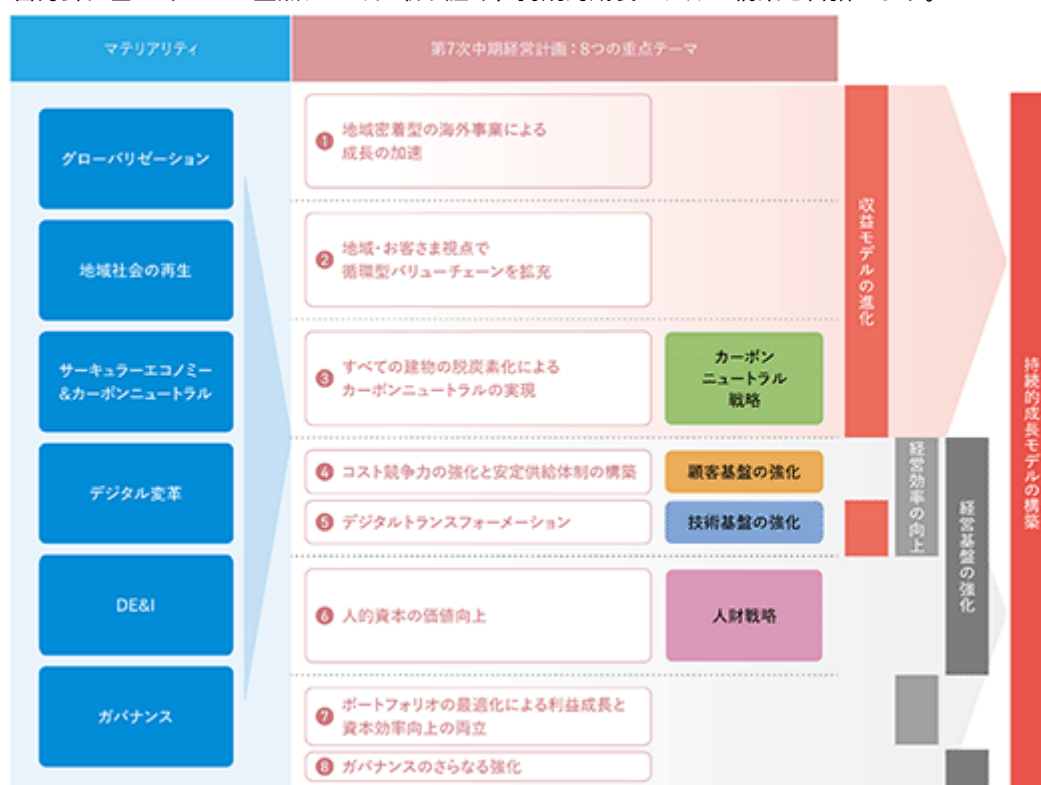 マテリアリティ
第7次中期経営計画：8つの重点テーマ
グローバリゼーション
地域社会の再生
サーキュラーエコノミー
&カーボンニュートラル
デジタル変革
DE&I
ガバナンス
❶ 地域密着型の海外事業による
成長の加速
❷ 地域・お客さま視点で
循環型バリューチェーンを拡充
❸ すべての建物の脱炭素化による
カーボンニュートラルの実現
カーボン
ニュートラル
戦略
❹ コスト競争力の強化と安定供給体制の構築
顧客基盤の強化
❺ デジタルトランスフォーメーション
技術基盤の強化
❻ 人的資本の価値向上
人財戦略
❼ ポートフォリオの最適化による利益成長と
資本効率向上の両立
❽ ガバナンスのさらなる強化
収益モデルの進化
経営効率の向上
経営基盤の強化
持続的成長モデルの構築